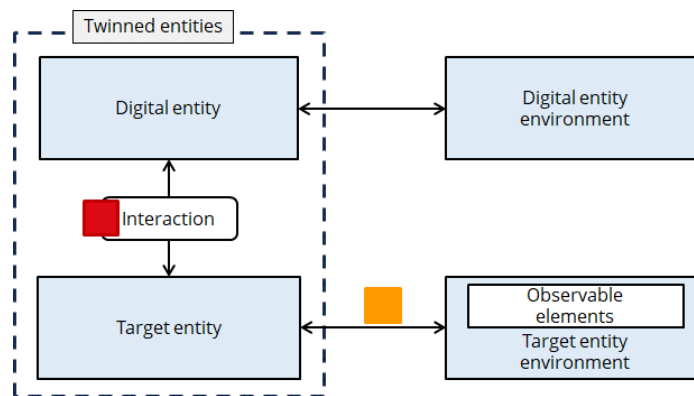 Twinned entities
Digital entity
Digital entity
environment
Interaction
Target entity
Observable
elements
Target entity
environment